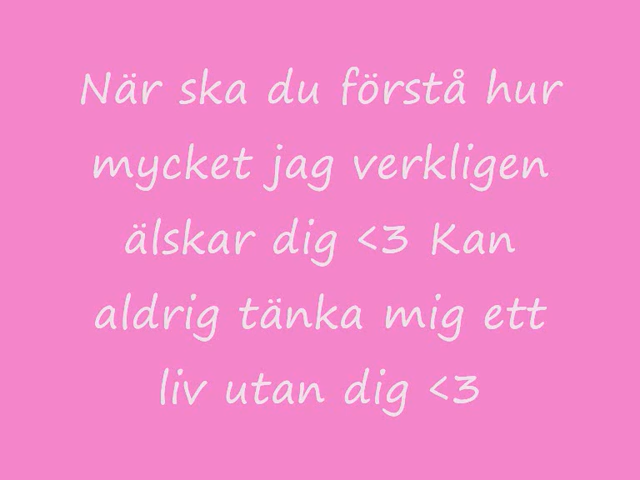 När ska du förstå hur
mycket jag verkligen
älskar dig <3 Kan
aldrig tänka mig ett
liv utan dig <3